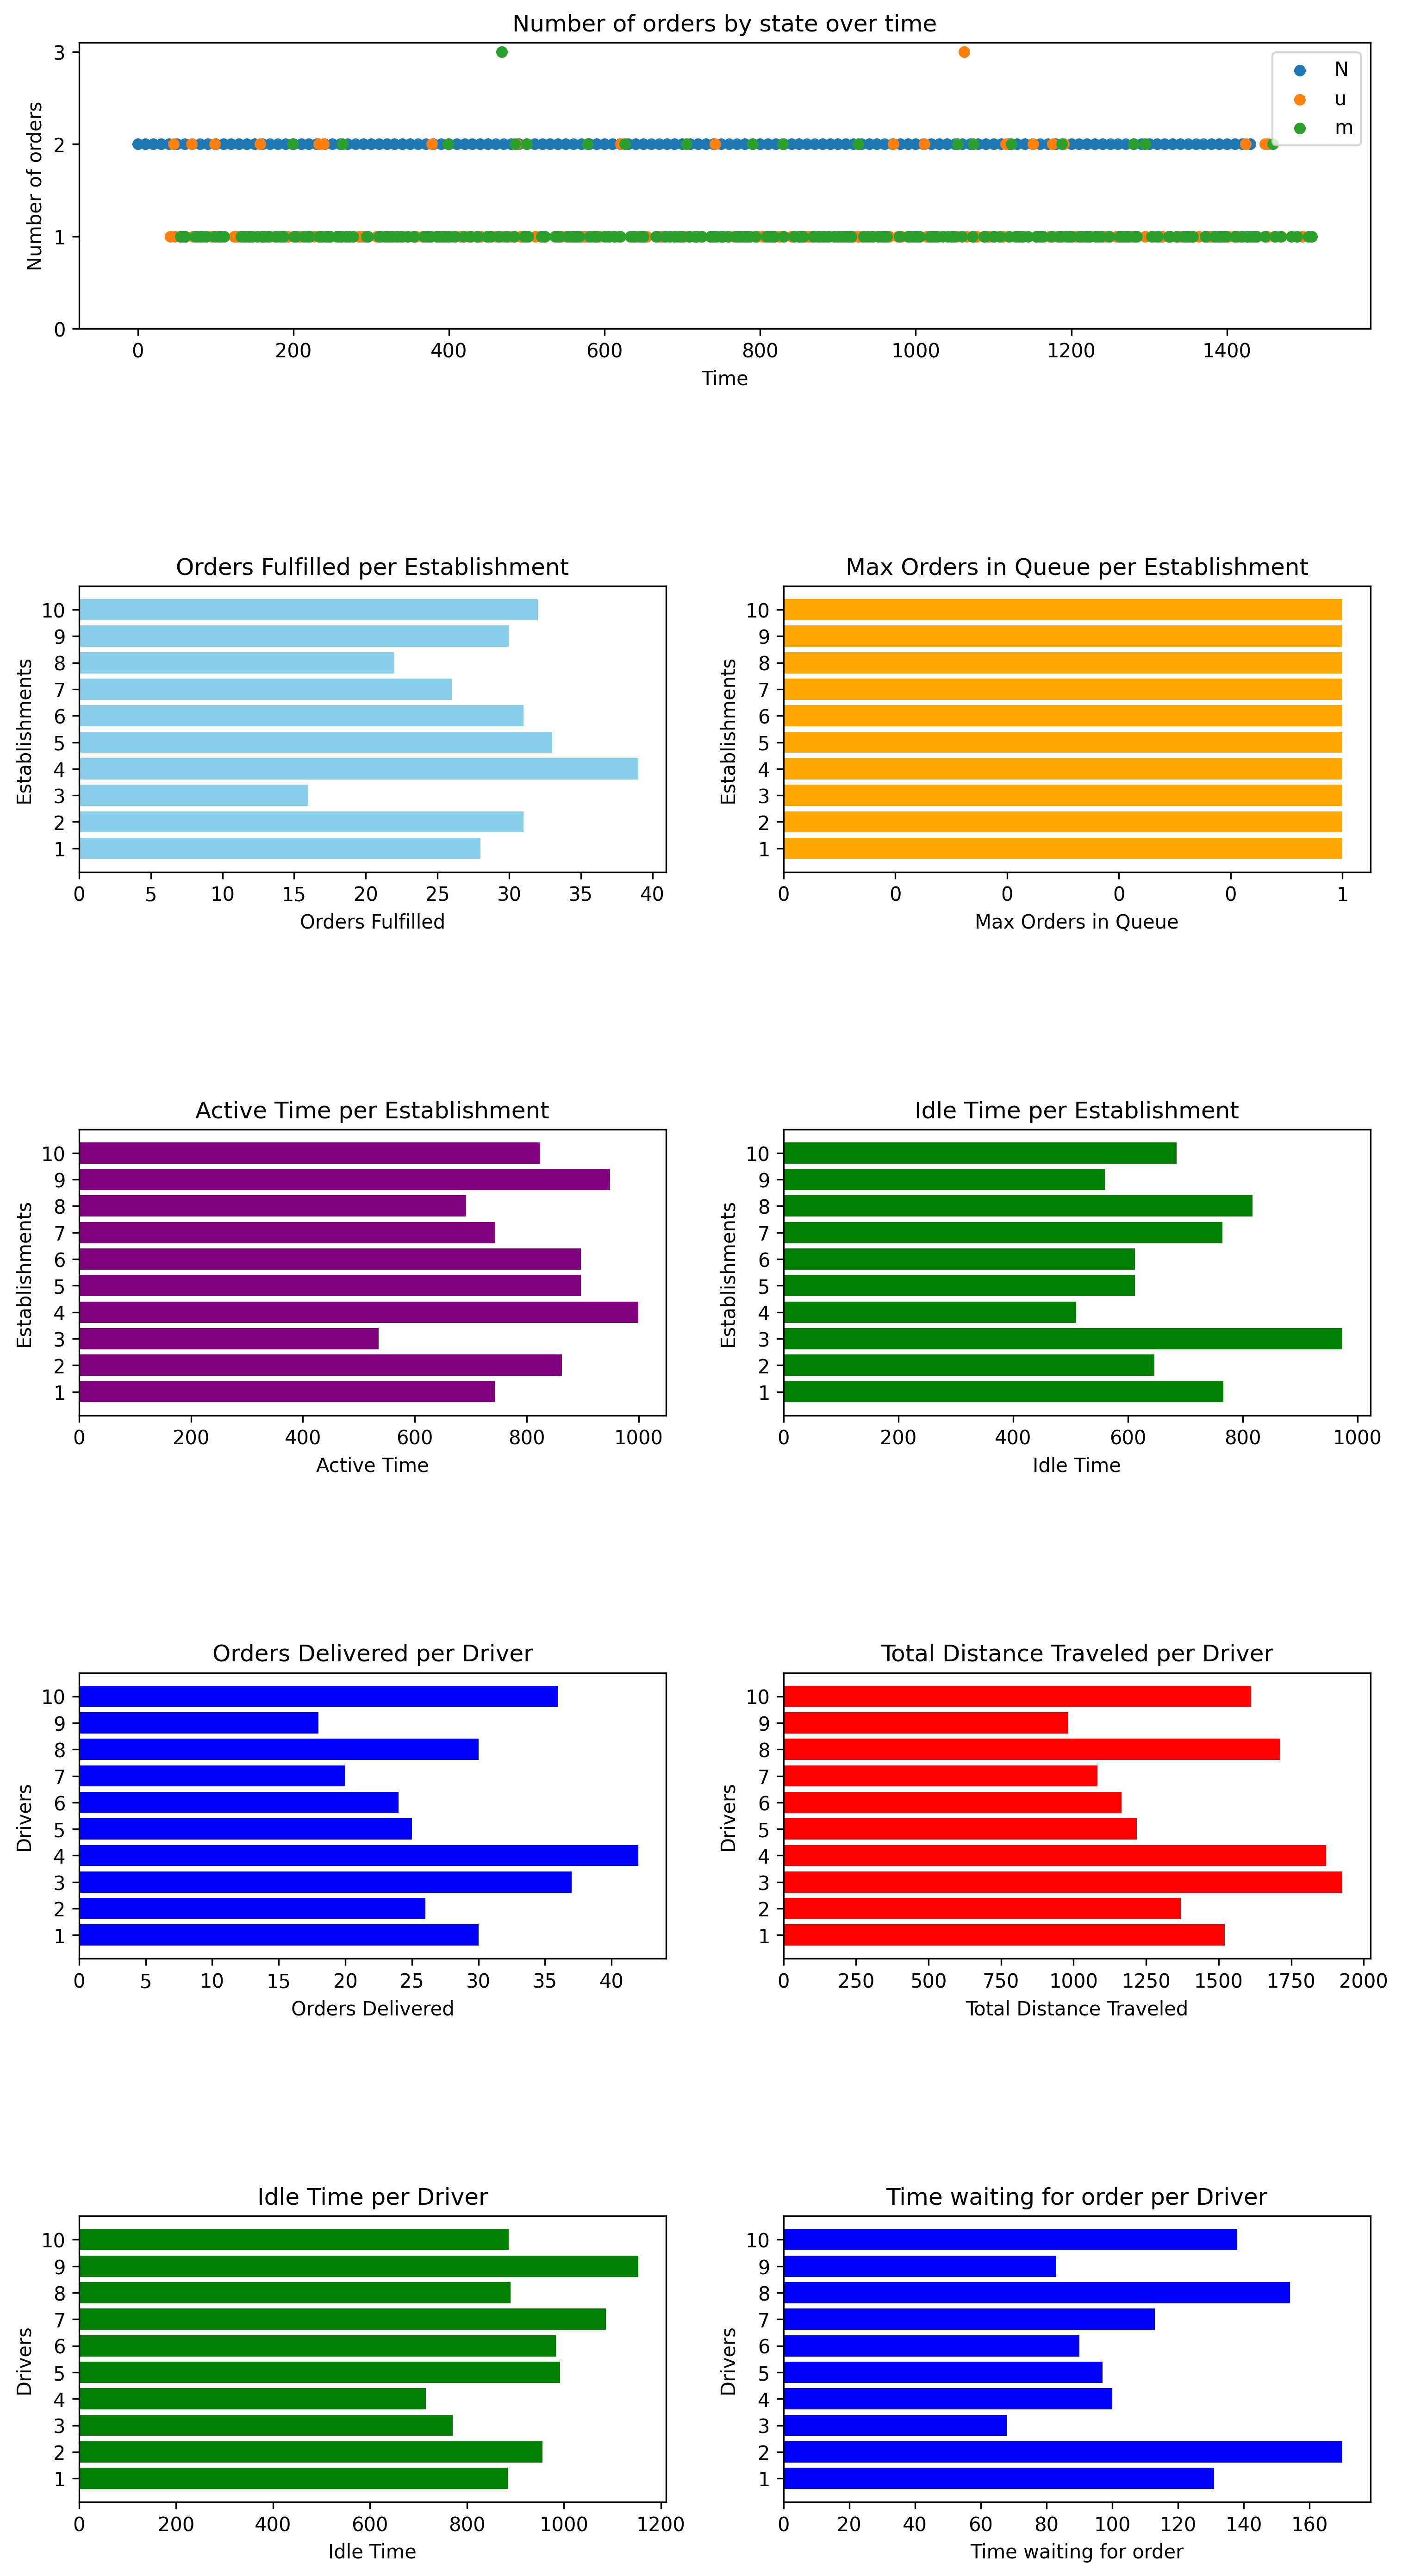 Number of orders by state over time
Number of orders
3
2
1
0
N
u
m
0 200 400 600 800 1000 1200 1400
Time
Orders Fulfilled per Establishment
Establishments
10
9
8
7
6
5
4
3
2
1
0 5 10 15 20 25 30 35 40
Orders Fulfilled
Max Orders in Queue per Establishment
Establishments
10
9
8
7
6
5
4
3
2
1
0 0 0 0 0 1
Max Orders in Queue
Active Time per Establishment
Establishments
10
9
8
7
6
5
4
3
2
1
0 200 400 600 800 1000
Active Time
Idle Time per Establishment
Establishments
10
9
8
7
6
5
4
3
2
1
0 200 400 600 800 1000
Idle Time
Orders Delivered per Driver
Drivers
10
9
8
7
6
5
4
3
2
1
0 5 10 15 20 25 30 35 40
Orders Delivered
Total Distance Traveled per Driver
Drivers
10
9
8
7
6
5
4
3
2
1
0 250 500 750 1000 1250 1500 1750 2000
Total Distance Traveled
Idle Time per Driver
Drivers
10
9
8
7
6
5
4
3
2
1
0 200 400 600 800 1000 1200
Idle Time
Time waiting for order per Driver
Drivers
10
9
8
7
6
5
4
3
2
1
0 20 40 60 80 100 120 140 160
Time waiting for order